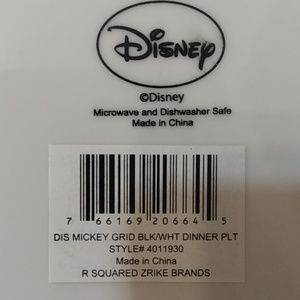 Disney
©Disney
Microwave and Dishwasher Safe
Made in China
7 66169 20664 5
DIS MICKEY GRID BLK/WHT DINNER PLT
STYLE# 4011930
Made in China
R SQUARED ZRIKE BRANDS